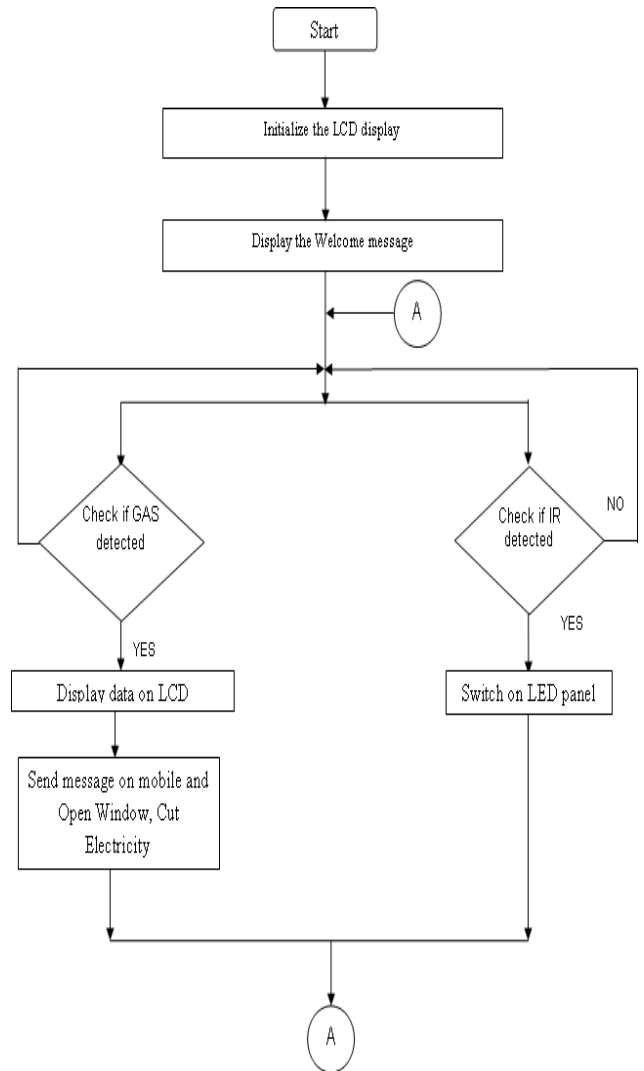 Start
Initialize the LCD display
Display the Welcome message
A
Check if GAS
detected
Check if IR
detected
NO
YES
YES
Display data on LCD
Switch on LED panel
Send message on mobile and
Open Window, Cut
Electricity
A